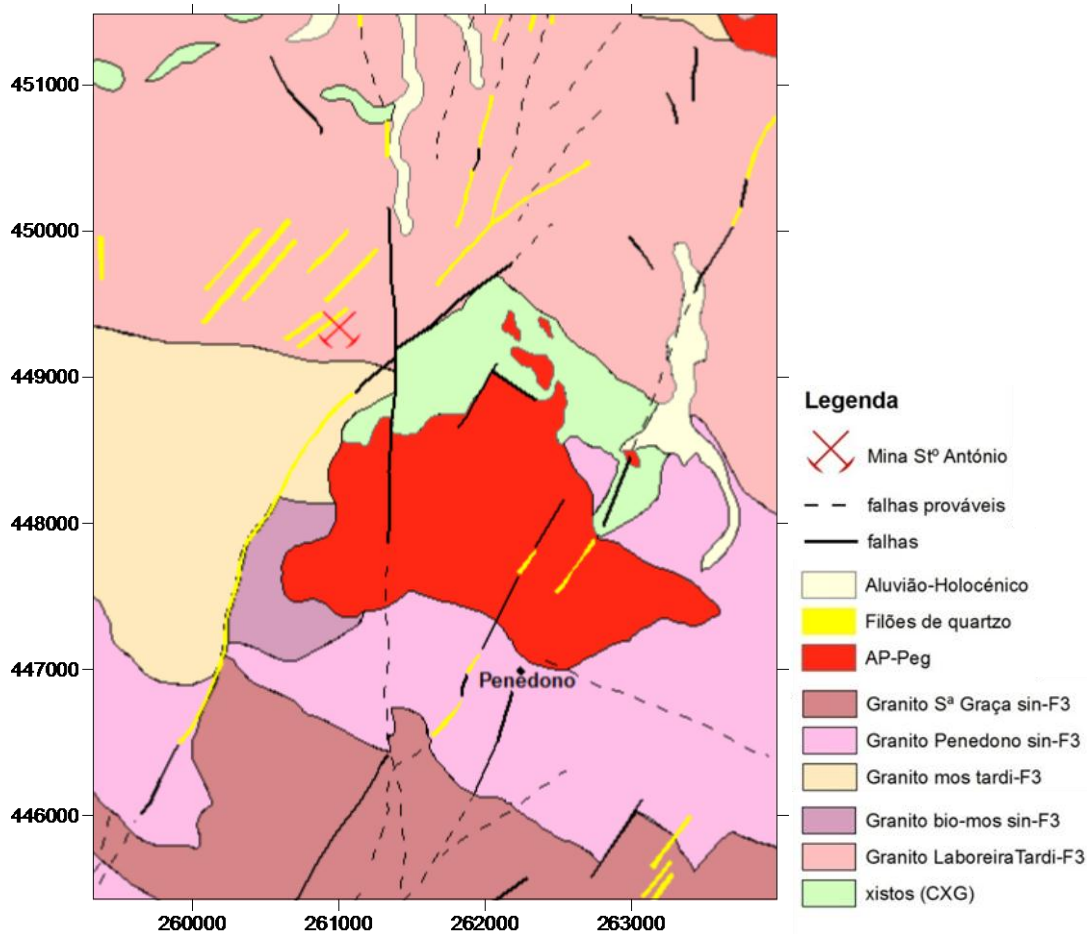 451000
450000
449000
448000
447000
446000
260000
261000
262000
263000
Penedono
Legenda
Mina Stº António
falhas prováveis
falhas
Aluvião-Holocénico
Filões de quartzo
AP-Peg
Granito Sª Graça sin-F3
Granito Penedono sin-F3
Granito mos tardi-F3
Granito bio-mos sin-F3
Granito LaboreiraTardi-F3
xistos (CXG)